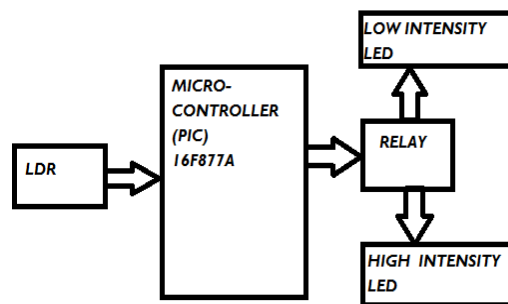 LOW INTENSITY
LED
MICRO-
CONTROLLER
(PIC)
16F877A
LDR
RELAY
HIGH INTENSITY
LED